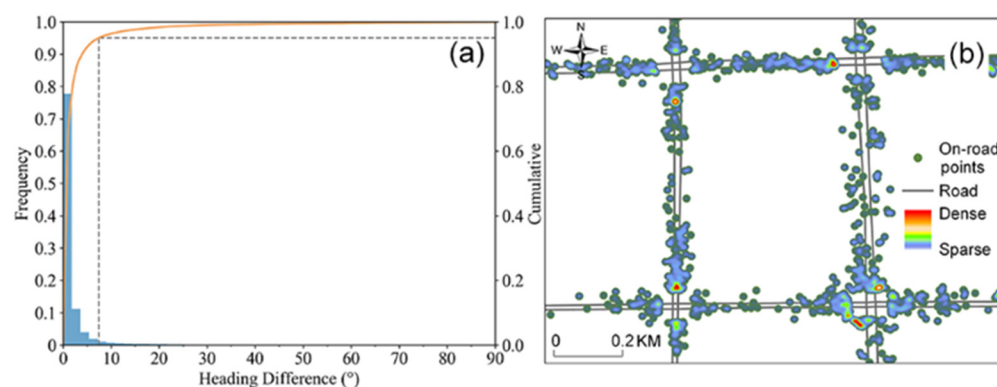 (a)
Frequency
1.0
0.9
0.8
0.7
0.6
0.5
0.4
0.3
0.2
0.1
0
0 10 20 30 40 50 60 70 80 90
Heading Difference (°)
1.0
0.8
0.6
0.4
0.2
0.0
Cumulative
(b)
N
W E
S
On-road
points
Road
Dense
Sparse
0 0.2 KM